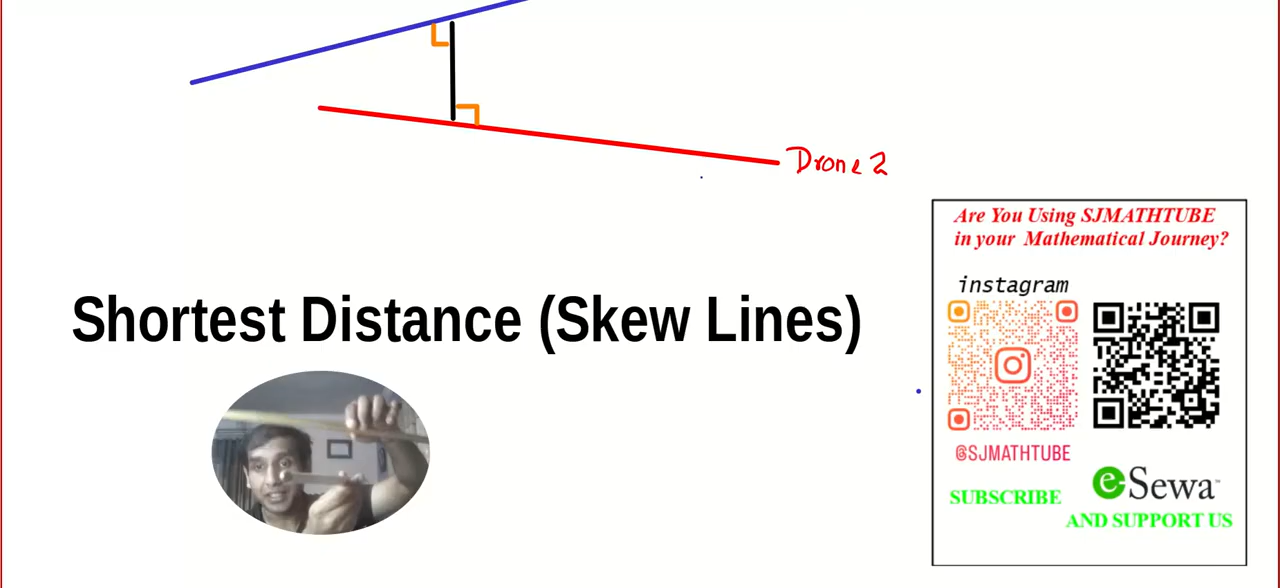 Drone 2
Are You Using SJMATHTUBE
in your Mathematical Journey?
instagram
Shortest Distance (Skew Lines)
@SJMATHTUBE
SUBSCRIBE
eSewa™
AND SUPPORT US